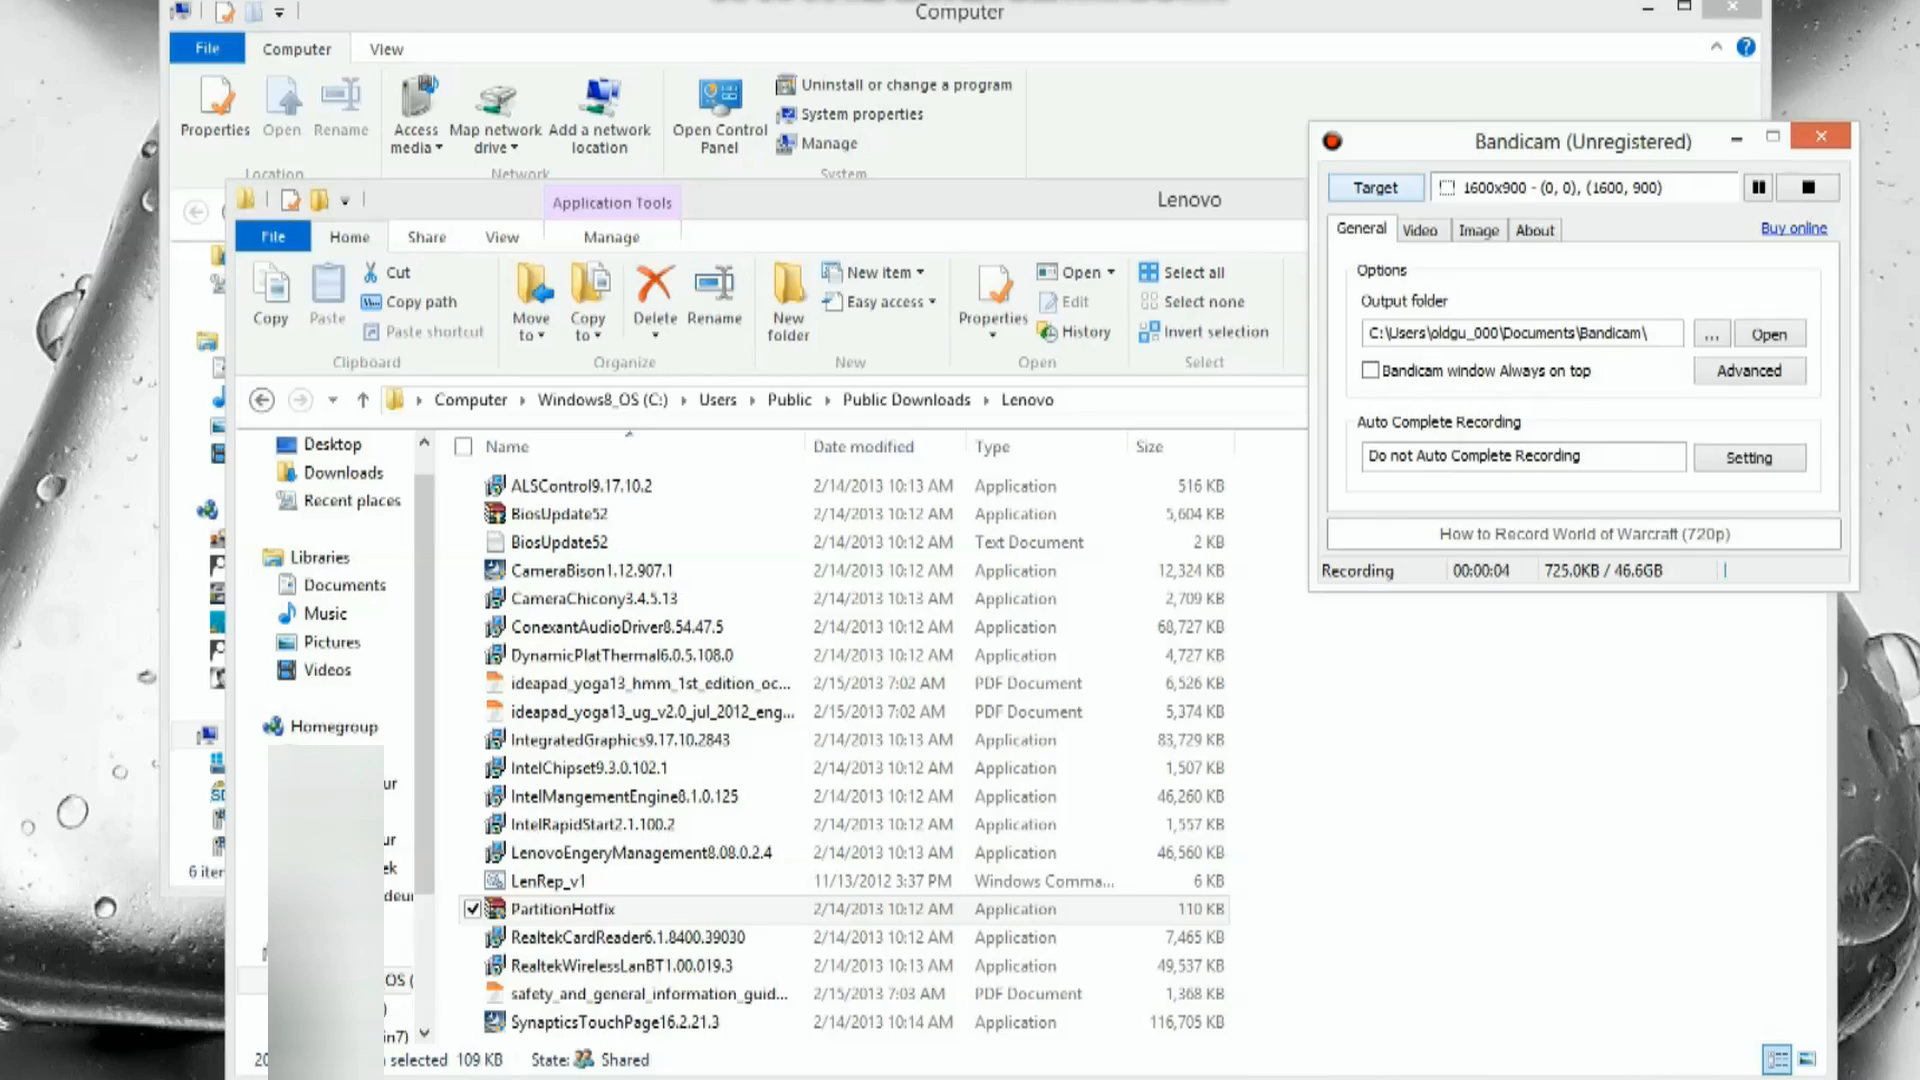 Computer
File
Computer
View
Properties
Open
Rename
Access media
Map network drive
Add a network location
Open Control Panel
Uninstall or change a program
System properties
Manage
Location
Network
System
Application Tools
Lenovo
File
Home
Share
View
Manage
Copy
Paste
Cut
Copy path
Paste shortcut
Move to
Copy to
Delete
Rename
New folder
New item
Easy access
Properties
Open
Edit
History
Select all
Select none
Invert selection
Clipboard
Organize
New
Open
Select
Computer Windows8_OS (C:) Users Public Public Downloads Lenovo
Desktop
Downloads
Recent places
Libraries
Documents
Music
Pictures
Videos
Homegroup
ur
ur
ek
deur
OS (
)
in7)
6 iter
Name Date modified Type Size
ALSControl9.17.10.2 2/14/2013 10:13 AM Application 516 KB
BiosUpdate52 2/14/2013 10:12 AM Application 5,604 KB
BiosUpdate52 2/14/2013 10:12 AM Text Document 2 KB
CameraBison1.12.907.1 2/14/2013 10:12 AM Application 12,324 KB
CameraChicony3.4.5.13 2/14/2013 10:13 AM Application 2,709 KB
ConexantAudioDriver8.54.47.5 2/14/2013 10:12 AM Application 68,727 KB
DynamicPlatThermal6.0.5.108.0 2/14/2013 10:12 AM Application 4,727 KB
ideapad_yoga13_hmm_1st_edition_oc... 2/15/2013 7:02 AM PDF Document 6,526 KB
ideapad_yoga13_ug_v2.0_jul_2012_eng... 2/15/2013 7:02 AM PDF Document 5,374 KB
IntegratedGraphics9.17.10.2843 2/14/2013 10:13 AM Application 83,729 KB
IntelChipset9.3.0.102.1 2/14/2013 10:12 AM Application 1,507 KB
IntelMangementEngine8.1.0.125 2/14/2013 10:12 AM Application 46,260 KB
IntelRapidStart2.1.100.2 2/14/2013 10:12 AM Application 1,557 KB
LenovoEngeryManagement8.08.0.2.4 2/14/2013 10:13 AM Application 46,560 KB
LenRep_v1 11/13/2012 3:37 PM Windows Comma... 6 KB
PartitionHotfix 2/14/2013 10:12 AM Application 110 KB
RealtekCardReader6.1.8400.39030 2/14/2013 10:12 AM Application 7,465 KB
RealtekWirelessLanBT1.00.019.3 2/14/2013 10:13 AM Application 49,537 KB
safety_and_general_information_guid... 2/15/2013 7:03 AM PDF Document 1,368 KB
SynapticsTouchPage16.2.21.3 2/14/2013 10:14 AM Application 116,705 KB
selected 109 KB State: Shared
Bandicam (Unregistered)
Target
1600x900 - (0, 0), (1600, 900)
General
Video
Image
About
Buy online
Options
Output folder
C:\Users\oldgu_000\Documents\Bandicam\
...
Open
Bandicam window Always on top
Advanced
Auto Complete Recording
Do not Auto Complete Recording
Setting
How to Record World of Warcraft (720p)
Recording 00:00:04 725.0KB / 46.6GB